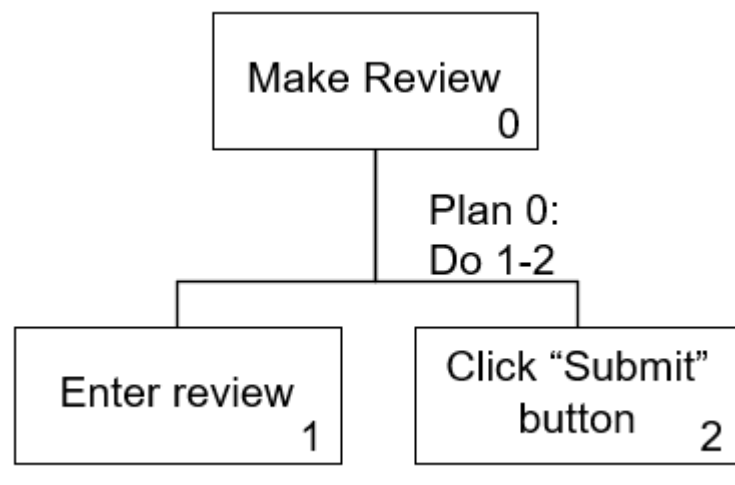 Make Review
0
Plan 0:
Do 1-2
Enter review
1
Click “Submit”
button
2